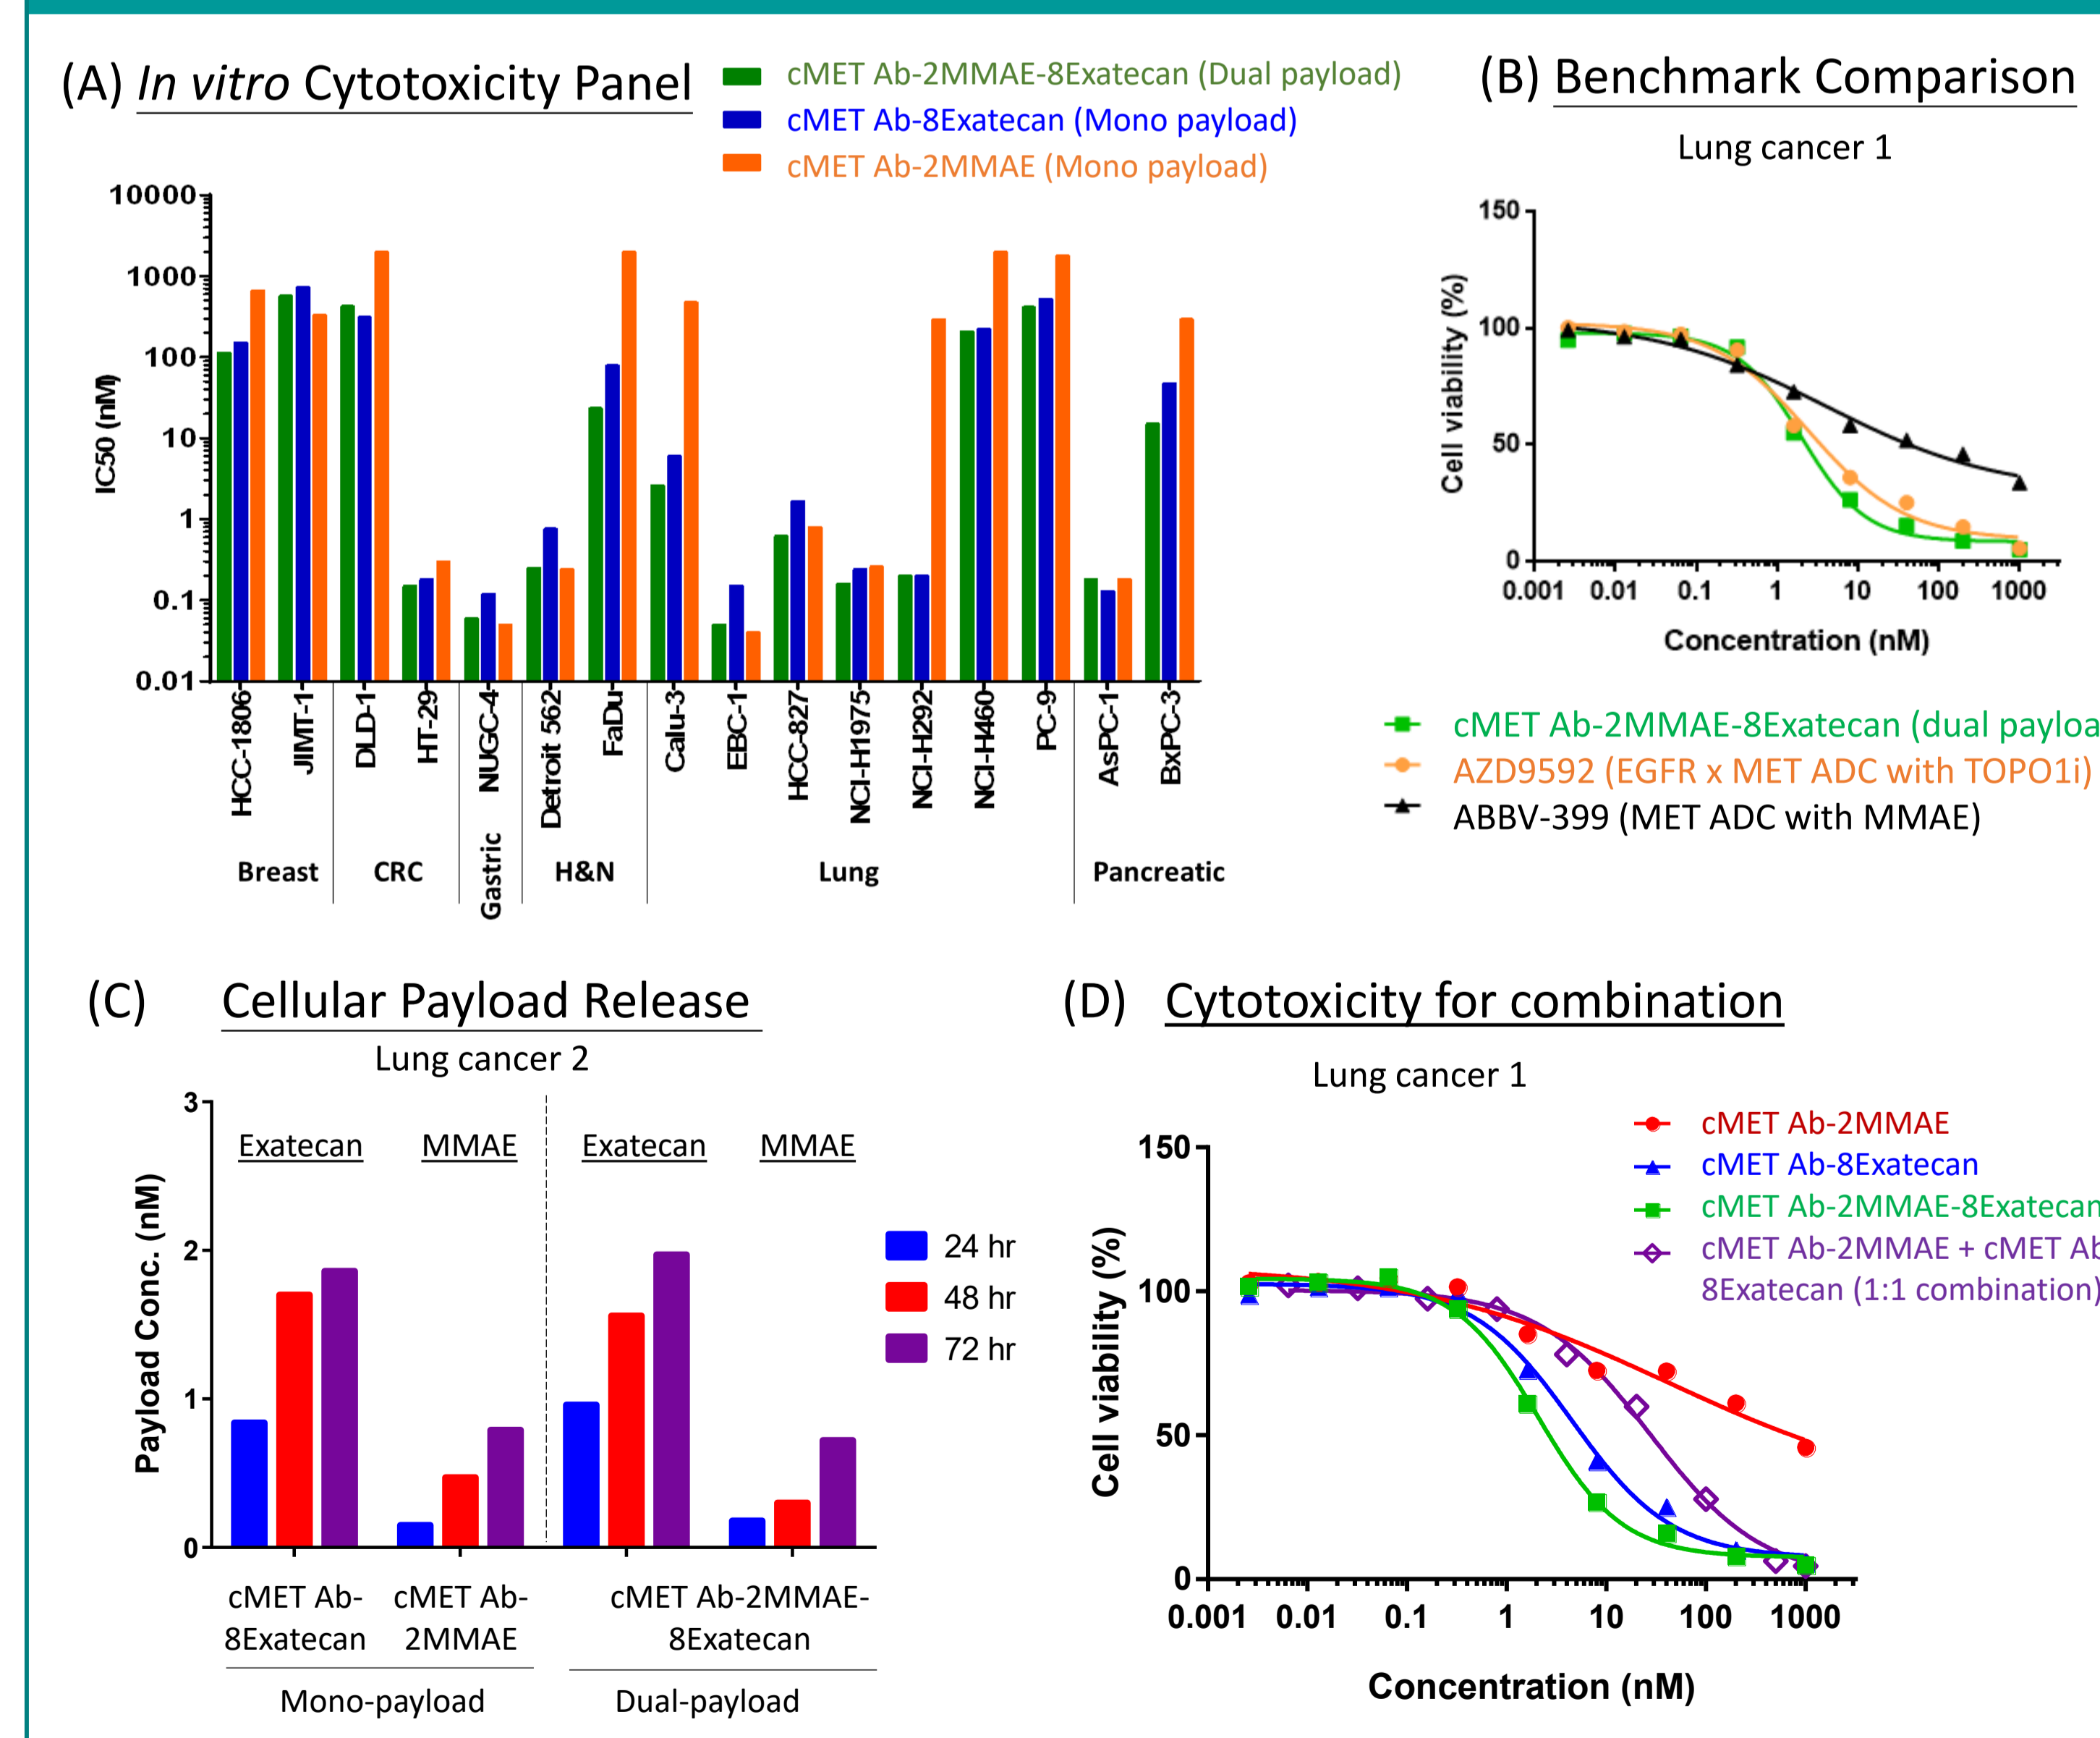 (A) In vitro Cytotoxicity Panel
cMET Ab-2MMAE-8Exatecan (Dual payload)
cMET Ab-8Exatecan (Mono payload)
cMET Ab-2MMAE (Mono payload)
10000
1000
100
10
1
0.1
0.01
IC50 (nM)
HCC-1806
JIMT-1
DLD-1
HT-29
NUGC-4
Detroit 562
FaDu
Calu-3
EBC-1
HCC-827
NCI-H1975
NCI-H292
NCI-H460
PC-9
AsPC-1
BxPC-3
Breast
CRC
Gastric
H&N
Lung
Pancreatic
(B) Benchmark Comparison
Lung cancer 1
150
100
50
0
Cell viability (%)
0.001 0.01 0.1 1 10 100 1000
Concentration (nM)
cMET Ab-2MMAE-8Exatecan (dual payloa
AZD9592 (EGFR x MET ADC with TOPO1i)
ABBV-399 (MET ADC with MMAE)
(C) Cellular Payload Release
Lung cancer 2
3
2
1
0
Payload Conc. (nM)
Exatecan MMAE Exatecan MMAE
24 hr
48 hr
72 hr
cMET Ab-
8Exatecan
cMET Ab-
2MMAE
cMET Ab-2MMAE-
8Exatecan
Mono-payload
Dual-payload
(D) Cytotoxicity for combination
Lung cancer 1
cMET Ab-2MMAE
cMET Ab-8Exatecan
cMET Ab-2MMAE-8Exatecan
cMET Ab-2MMAE + cMET Ab
8Exatecan (1:1 combination)
150
100
50
0
Cell viability (%)
0.001 0.01 0.1 1 10 100 1000
Concentration (nM)